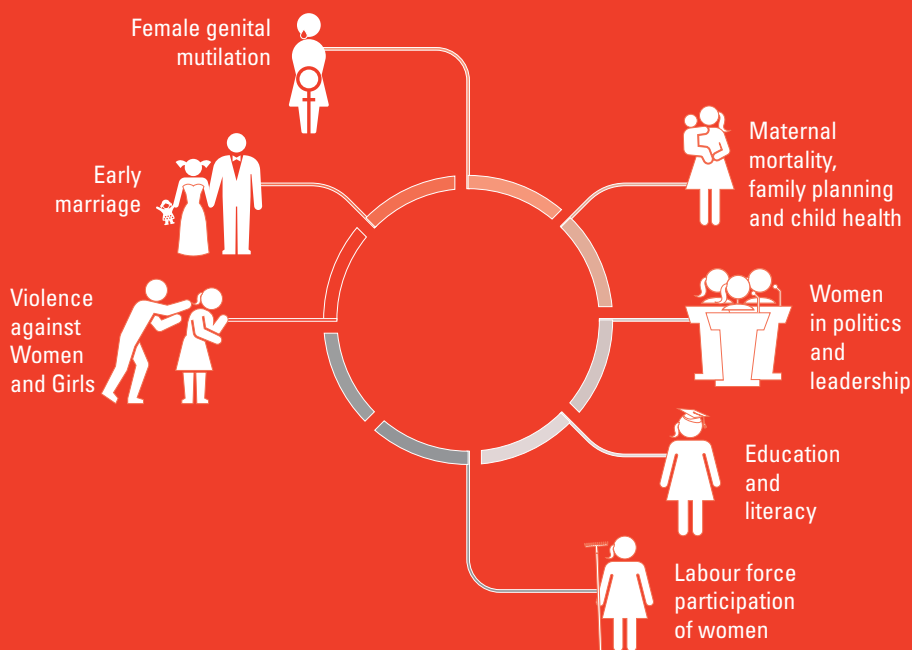 Female genital
mutilation
Early
marriage
Violence
against
Women
and Girls
Maternal
mortality,
family planning
and child health
Women
in politics
and
leadership
Education
and
literacy
Labour force
participation
of women